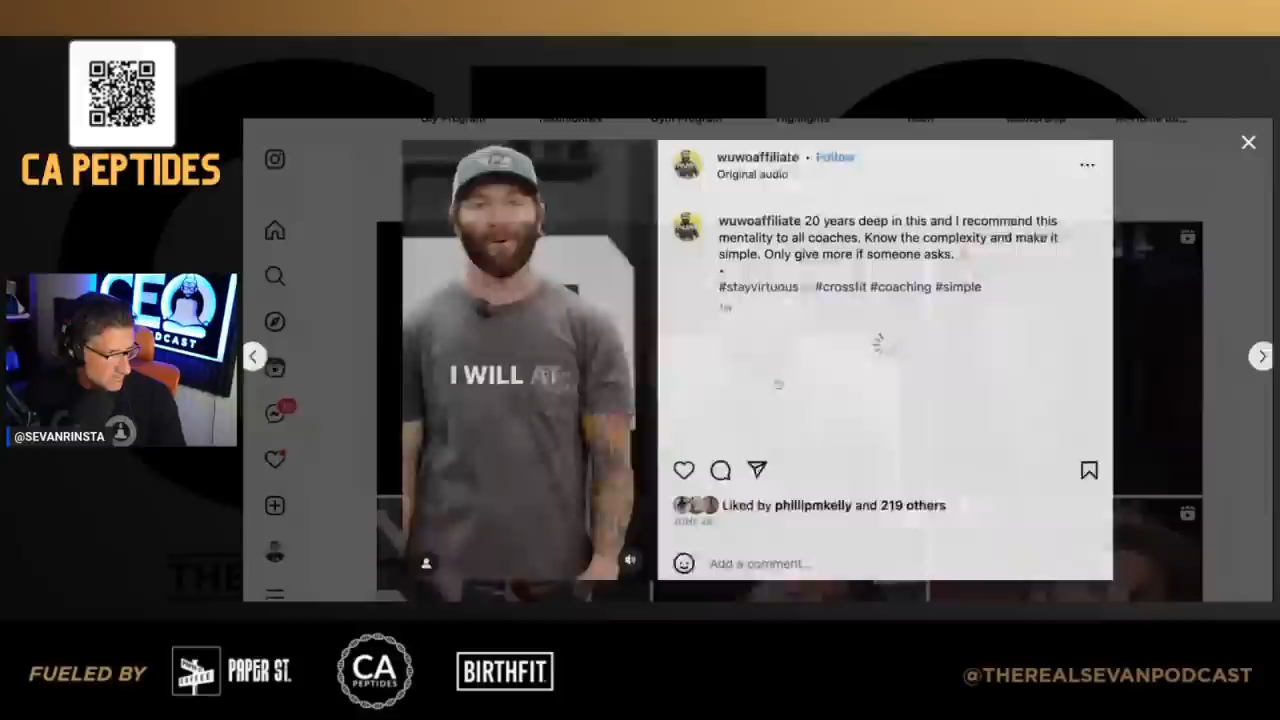 CA PEPTIDES
CEO
PODCAST
@SEVANRINSTA
wuwoaffiliate • Follow
Original audio
wuwoaffiliate 20 years deep in this and I recommend this
mentality to all coaches. Know the complexity and make it
simple. Only give more if someone asks.
•
#stayvirtuous #crossfit #coaching #simple
1w
I WILL
Liked by phillipmkelly and 219 others
Add a comment...
THE
FUELED BY
PAPER ST.
CA
PEPTIDES
BIRTHFIT
@THEREALSEVANPODCAST